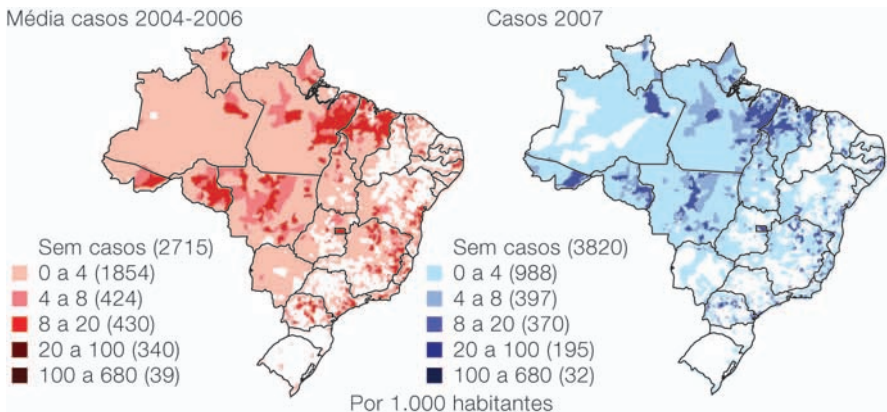 Média casos 2004-2006
Sem casos (2715)
0 a 4 (1854)
4 a 8 (424)
8 a 20 (430)
20 a 100 (340)
100 a 680 (39)
Casos 2007
Sem casos (3820)
0 a 4 (988)
4 a 8 (397)
8 a 20 (370)
20 a 100 (195)
100 a 680 (32)
Por 1.000 habitantes